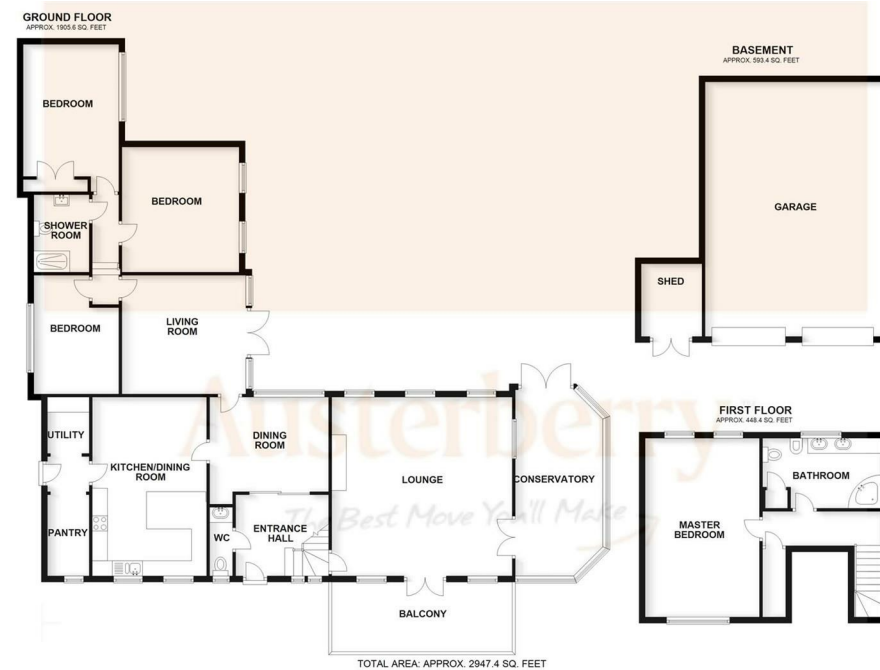 GROUND FLOOR
APPROX. 1905.6 SQ. FEET
BEDROOM
BEDROOM
SHOWER
ROOM
BEDROOM
LIVING
ROOM
UTILITY
KITCHEN/DINING
ROOM
PANTRY
DINING
ROOM
WC
ENTRANCE
HALL
LOUNGE
CONSERVATORY
BALCONY
BASEMENT
APPROX. 593.4 SQ. FEET
GARAGE
SHED
FIRST FLOOR
APPROX. 448.4 SQ. FEET
BATHROOM
MASTER
BEDROOM
Austerberry
The Best Move You'll Make
TOTAL AREA: APPROX. 2947.4 SQ. FEET